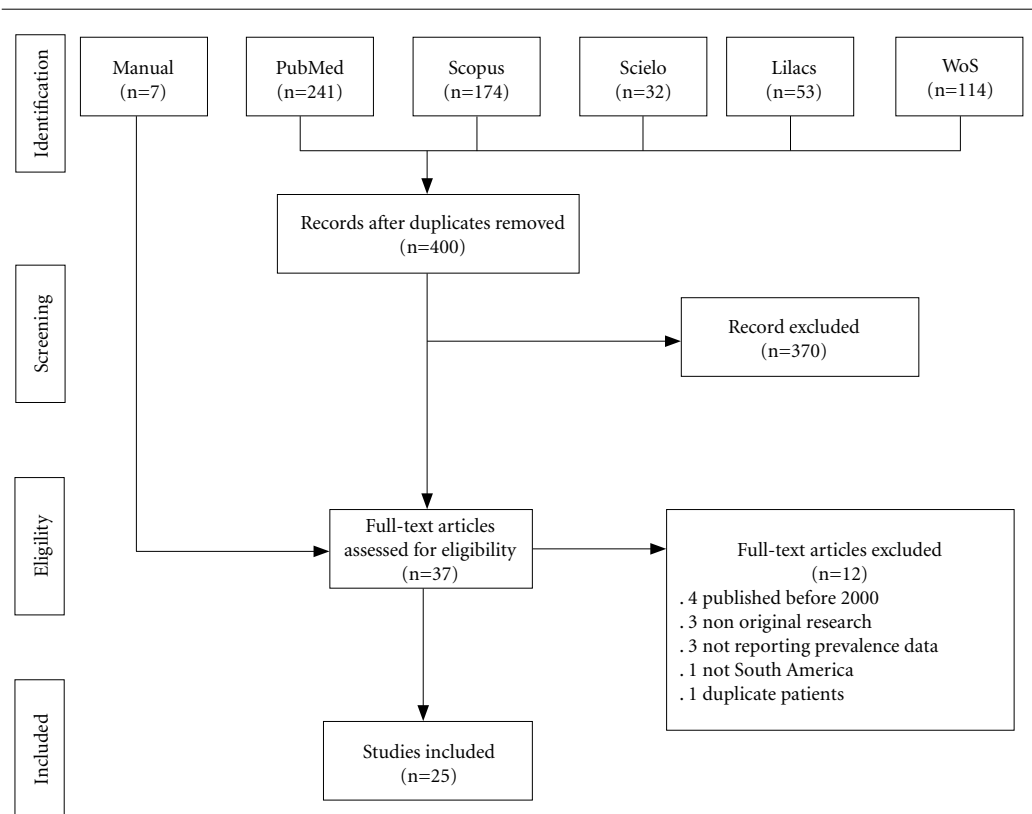 Identification
Manual
(n=7)
PubMed
(n=241)
Scopus
(n=174)
Scielo
(n=32)
Lilacs
(n=53)
WoS
(n=114)
Records after duplicates removed
(n=400)
Screening
Record excluded
(n=370)
Eligility
Full-text articles
assessed for eligibility
(n=37)
Full-text articles excluded
(n=12)
. 4 published before 2000
. 3 non original research
. 3 not reporting prevalence data
. 1 not South America
. 1 duplicate patients
Included
Studies included
(n=25)